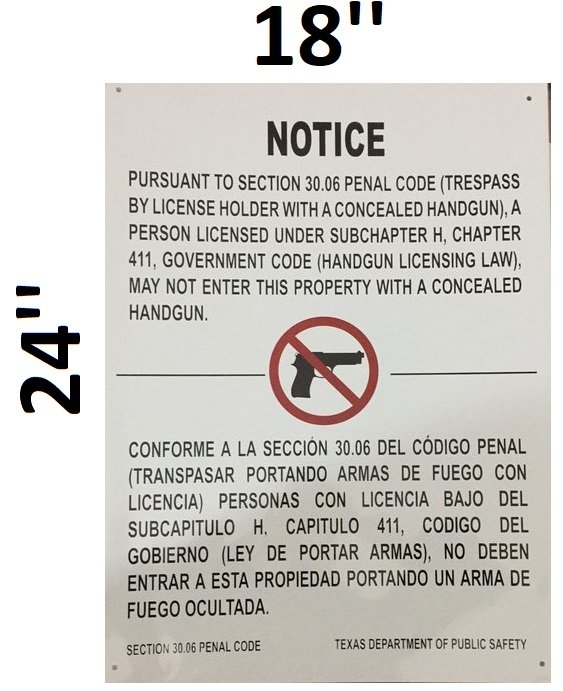 18''
24''
NOTICE
PURSUANT TO SECTION 30.06 PENAL CODE (TRESPASS
BY LICENSE HOLDER WITH A CONCEALED HANDGUN), A
PERSON LICENSED UNDER SUBCHAPTER H, CHAPTER
411, GOVERNMENT CODE (HANDGUN LICENSING LAW),
MAY NOT ENTER THIS PROPERTY WITH A CONCEALED
HANDGUN.
CONFORME A LA SECCIÓN 30.06 DEL CÓDIGO PENAL
(TRANSPASAR PORTANDO ARMAS DE FUEGO CON
LICENCIA) PERSONAS CON LICENCIA BAJO DEL
SUBCAPITULO H, CAPITULO 411, CODIGO DEL
GOBIERNO (LEY DE PORTAR ARMAS), NO DEBEN
ENTRAR A ESTA PROPIEDAD PORTANDO UN ARMA DE
FUEGO OCULTADA.
SECTION 30.06 PENAL CODE TEXAS DEPARTMENT OF PUBLIC SAFETY